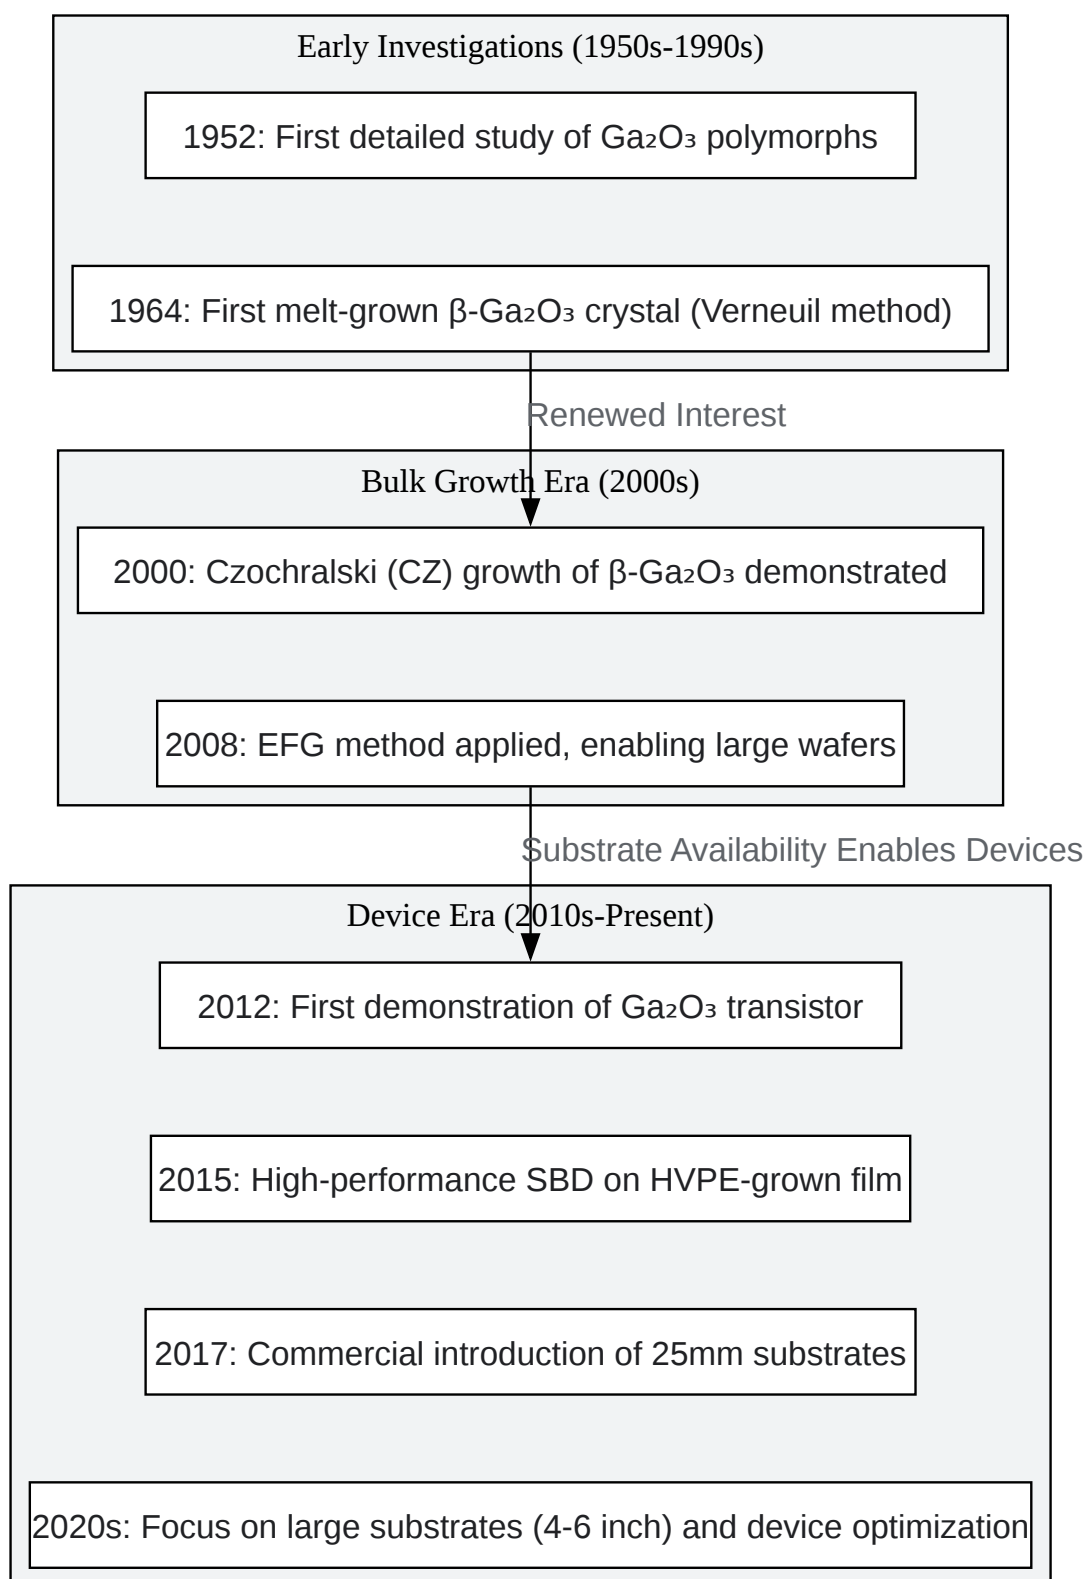 Early Investigations (1950s-1990s)
1952: First detailed study of Ga₂O₃ polymorphs
1964: First melt-grown β-Ga₂O₃ crystal (Verneuil method)
Renewed Interest
Bulk Growth Era (2000s)
2000: Czochralski (CZ) growth of β-Ga₂O₃ demonstrated
2008: EFG method applied, enabling large wafers
Substrate Availability Enables Devices
Device Era (2010s-Present)
2012: First demonstration of Ga₂O₃ transistor
2015: High-performance SBD on HVPE-grown film
2017: Commercial introduction of 25mm substrates
2020s: Focus on large substrates (4-6 inch) and device optimization